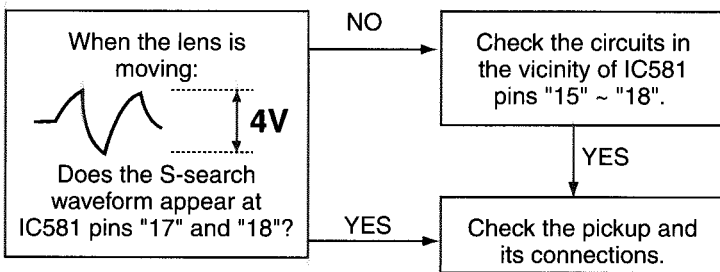 When the lens is
moving:
4V
Does the S-search
waveform appear at
IC581 pins "17" and "18"?
NO
Check the circuits in
the vicinity of IC581
pins "15" ~ "18".
YES
YES
Check the pickup and
its connections.